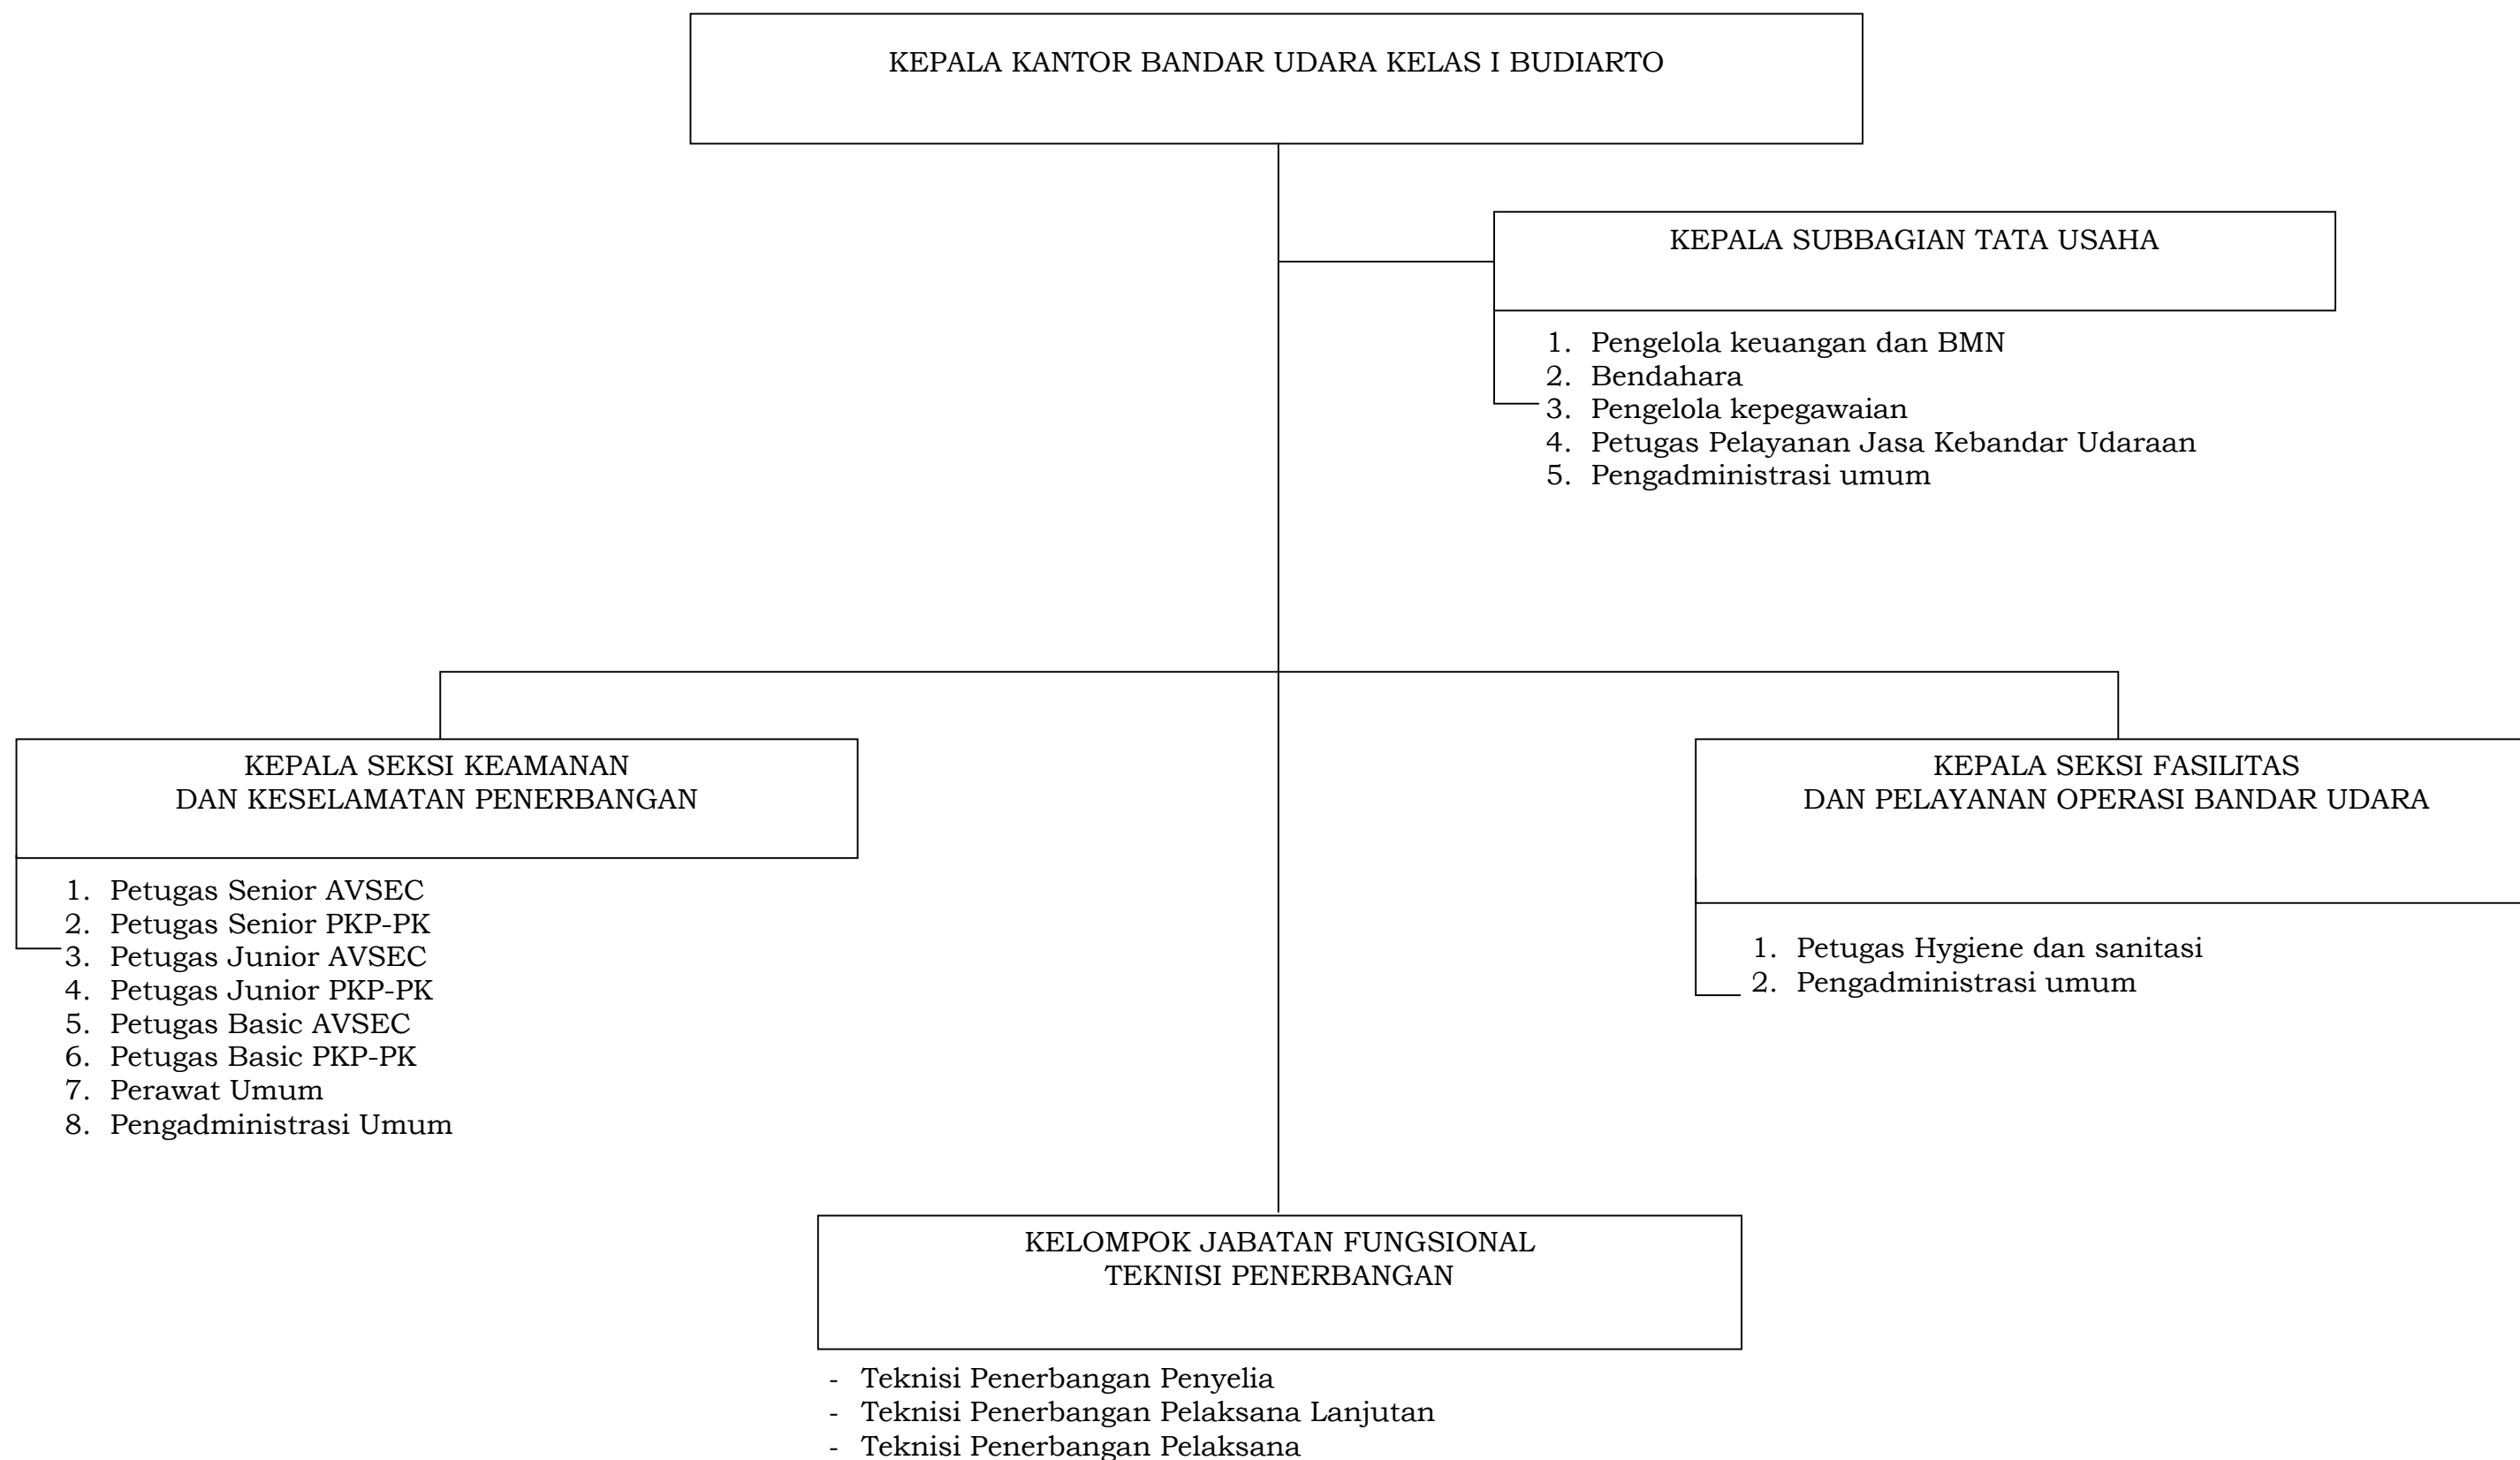 KEPALA KANTOR BANDAR UDARA KELAS I BUDIARTO
KEPALA SUBBAGIAN TATA USAHA
1. Pengelola keuangan dan BMN
2. Bendahara
3. Pengelola kepegawaian
4. Petugas Pelayanan Jasa Kebandar Udaraan
5. Pengadministrasi umum
KEPALA SEKSI KEAMANAN
DAN KESELAMATAN PENERBANGAN
1. Petugas Senior AVSEC
2. Petugas Senior PKP-PK
3. Petugas Junior AVSEC
4. Petugas Junior PKP-PK
5. Petugas Basic AVSEC
6. Petugas Basic PKP-PK
7. Perawat Umum
8. Pengadministrasi Umum
KEPALA SEKSI FASILITAS
DAN PELAYANAN OPERASI BANDAR UDARA
1. Petugas Hygiene dan sanitasi
2. Pengadministrasi umum
KELOMPOK JABATAN FUNGSIONAL
TEKNISI PENERBANGAN
- Teknisi Penerbangan Penyelia
- Teknisi Penerbangan Pelaksana Lanjutan
- Teknisi Penerbangan Pelaksana